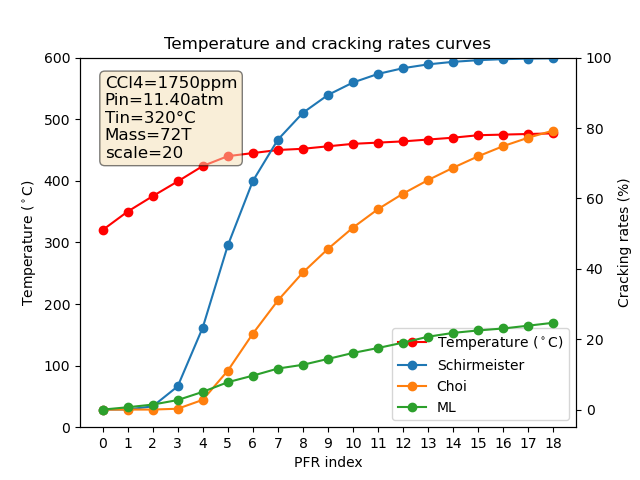 Temperature and cracking rates curves
CCl4=1750ppm
Pin=11.40atm
Tin=320°C
Mass=72T
scale=20
600
500
400
300
200
100
0
Temperature (°C)
100
80
60
40
20
0
Cracking rates (%)
Temperature (°C)
Schirmeister
Choi
ML
0 1 2 3 4 5 6 7 8 9 10 11 12 13 14 15 16 17 18
PFR index